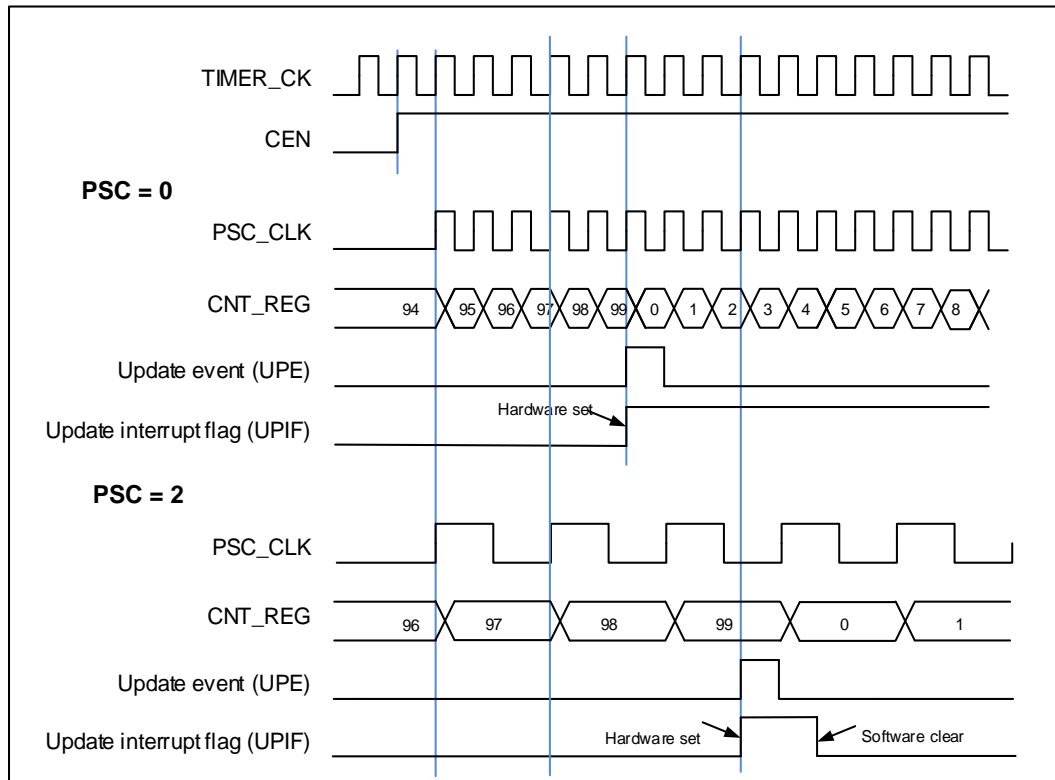 TIMER_CK
CEN
PSC = 0
PSC_CLK
CNT_REG 94 95 96 97 98 99 0 1 2 3 4 5 6 7 8
Update event (UPE)
Hardware set
Update interrupt flag (UPIF)
PSC = 2
PSC_CLK
CNT_REG 96 97 98 99 0 1
Update event (UPE)
Update interrupt flag (UPIF) Hardware set Software clear